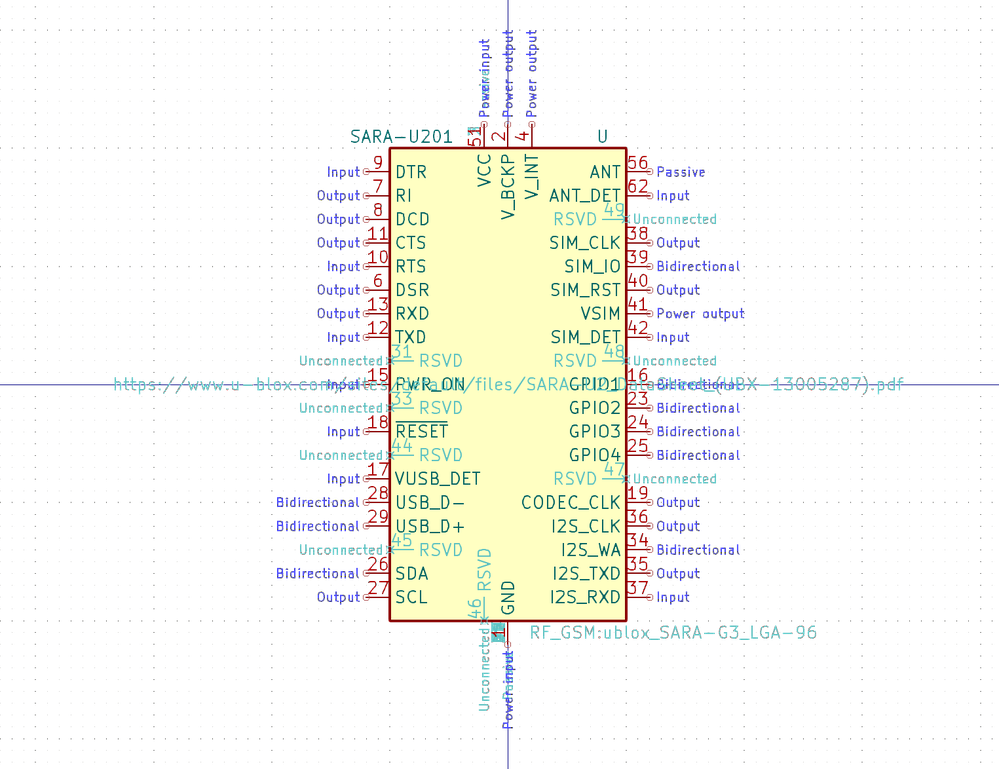 Power input
Power output
Power output
51
2
4
SARA-U201
U
VCC
V_BCKP
V_INT
Input 9 DTR
Output 7 RI
Output 8 DCD
Output 11 CTS
Input 10 RTS
Output 6 DSR
Output 13 RXD
Input 12 TXD
Unconnected 31 RSVD
Input 15 PWR_ON
Unconnected 33 RSVD
Input 18 RESET
Unconnected 44 RSVD
Input 17 VUSB_DET
Bidirectional 28 USB_D-
Bidirectional 29 USB_D+
Unconnected 45 RSVD
Bidirectional 26 SDA
Output 27 SCL
ANT 56 Passive
ANT_DET 62 Input
RSVD 49 Unconnected
SIM_CLK 38 Output
SIM_IO 39 Bidirectional
SIM_RST 40 Output
VSIM 41 Power output
SIM_DET 42 Input
RSVD 48 Unconnected
GPIO1 16 Bidirectional
GPIO2 23 Bidirectional
GPIO3 24 Bidirectional
GPIO4 25 Bidirectional
RSVD 47 Unconnected
CODEC_CLK 19 Output
I2S_CLK 36 Output
I2S_WA 34 Bidirectional
I2S_TXD 35 Output
I2S_RXD 37 Input
RSVD
46
Unconnected
GND
1
Power input
RF_GSM:ublox_SARA-G3_LGA-96